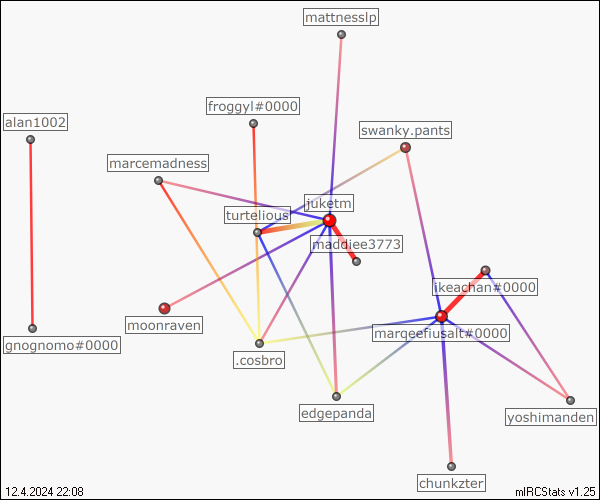 mattnesslp
froggyl#0000
alan1002
swanky.pants
marcemadness
juketm
turtelious
maddiee3773
ikeachan#0000
moonraven
marqeefiusalt#0000
gnognomo#0000
.cosbro
edgepanda
yoshimanden
chunkzter
12.4.2024 22:08
mIRCStats v1.25